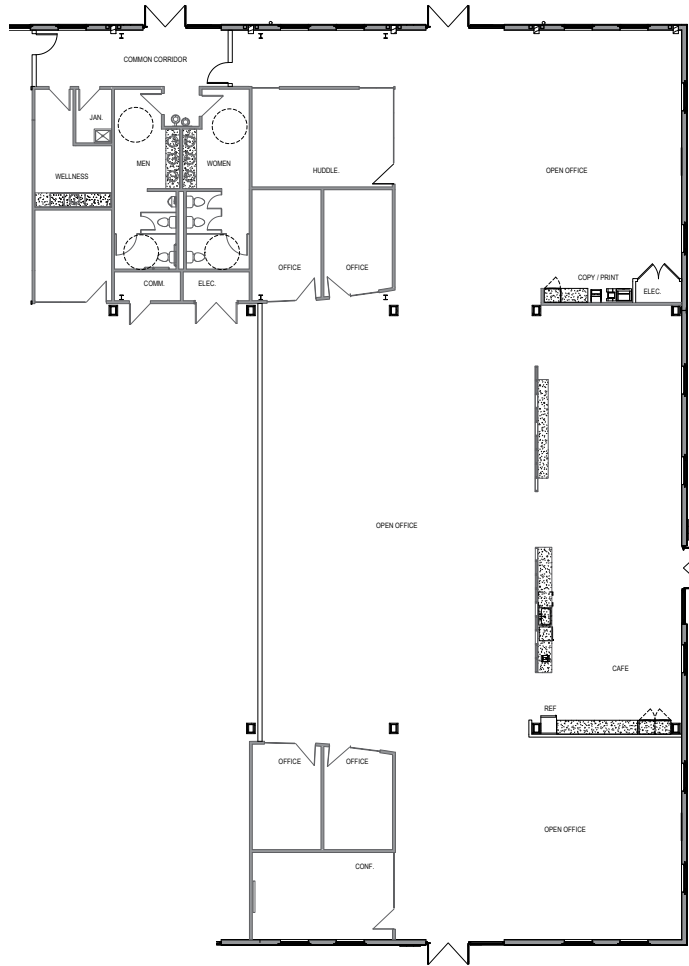 COMMON CORRIDOR
JAN.
MEN
WOMEN
WELLNESS
HUDDLE.
OPEN OFFICE
OFFICE
OFFICE
COMM.
ELEC.
COPY / PRINT
ELEC.
OPEN OFFICE
CAFE
REF
OFFICE
OFFICE
OPEN OFFICE
CONF.